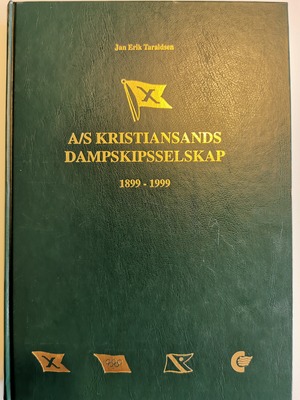 Jan Erik Taraldsen
X
A/S KRISTIANSANDS
DAMPSKIPSSELSKAP
1899 - 1999
X